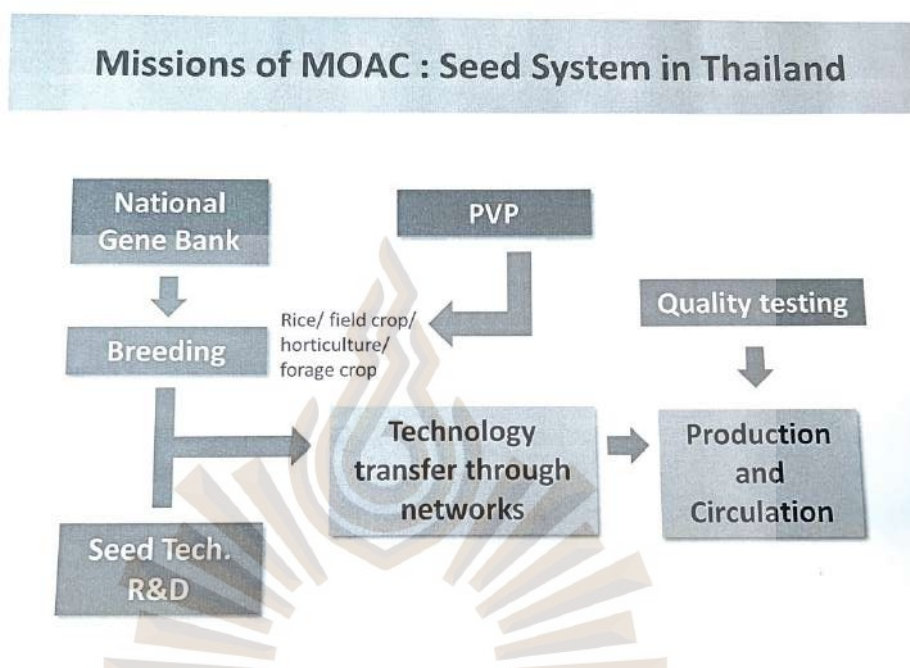 Missions of MOAC : Seed System in Thailand
National
Gene Bank
PVP
Quality testing
Breeding
Rice/ field crop/
horticulture/
forage crop
Technology
transfer through
networks
Production
and
Circulation
Seed Tech.
R&D